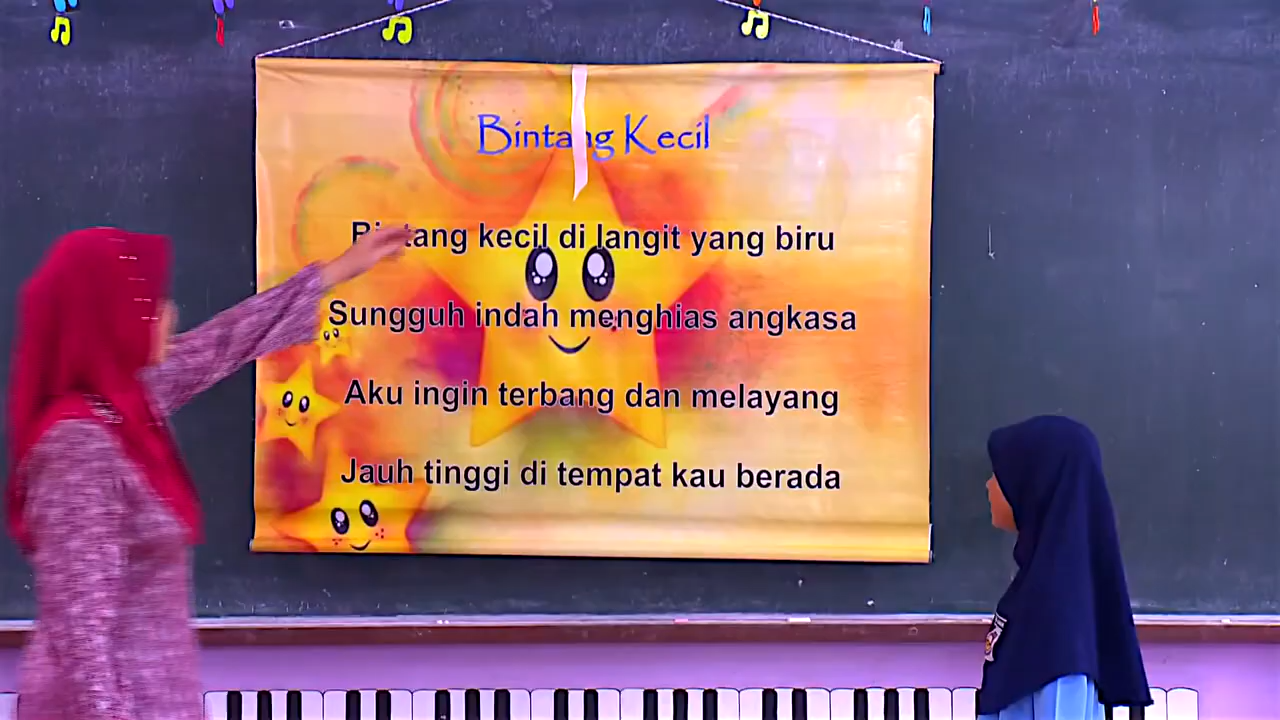 Bintang Kecil
Bintang kecil di langit yang biru
Sungguh indah menghias angkasa
Aku ingin terbang dan melayang
Jauh tinggi di tempat kau berada